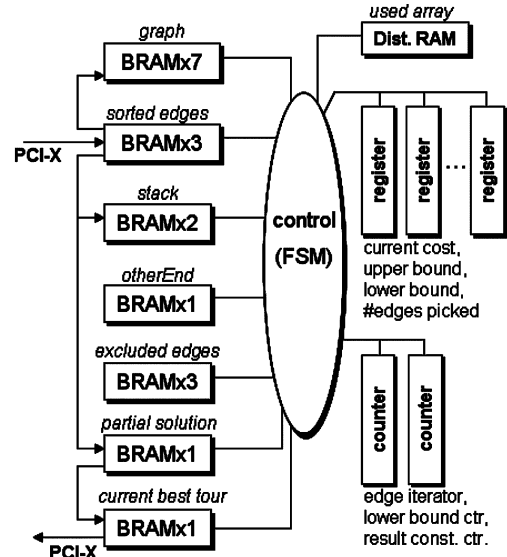 graph
BRAMx7
sorted edges
BRAMx3
PCI-X
stack
BRAMx2
otherEnd
BRAMx1
excluded edges
BRAMx3
partial solution
BRAMx1
current best tour
BRAMx1
PCI-X
control
(FSM)
used array
Dist. RAM
register
register
...
register
current cost,
upper bound,
lower bound,
#edges picked
counter
counter
edge iterator,
lower bound ctr,
result const. ctr.